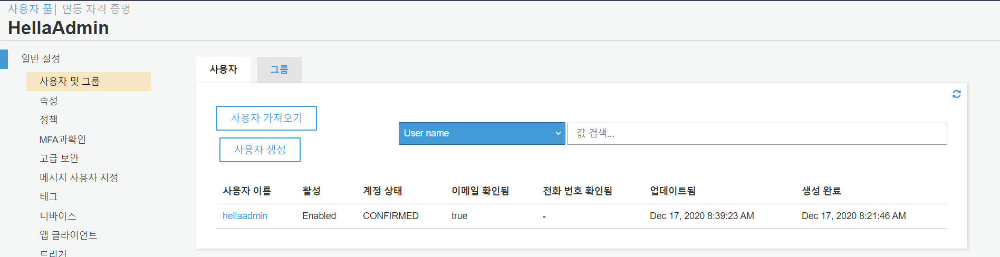 사용자 풀 | 연동 자격 증명
HellaAdmin
일반 설정
사용자 및 그룹
속성
정책
MFA과확인
고급 보안
메시지 사용자 지정
태그
디바이스
앱 클라이언트
트리거
사용자 그룹
사용자 가져오기
사용자 생성
User name 값 검색...
사용자 이름 활성 계정 상태 이메일 확인됨 전화 번호 확인됨 업데이트됨 생성 완료
hellaadmin Enabled CONFIRMED true - Dec 17, 2020 8:39:23 AM Dec 17, 2020 8:21:46 AM